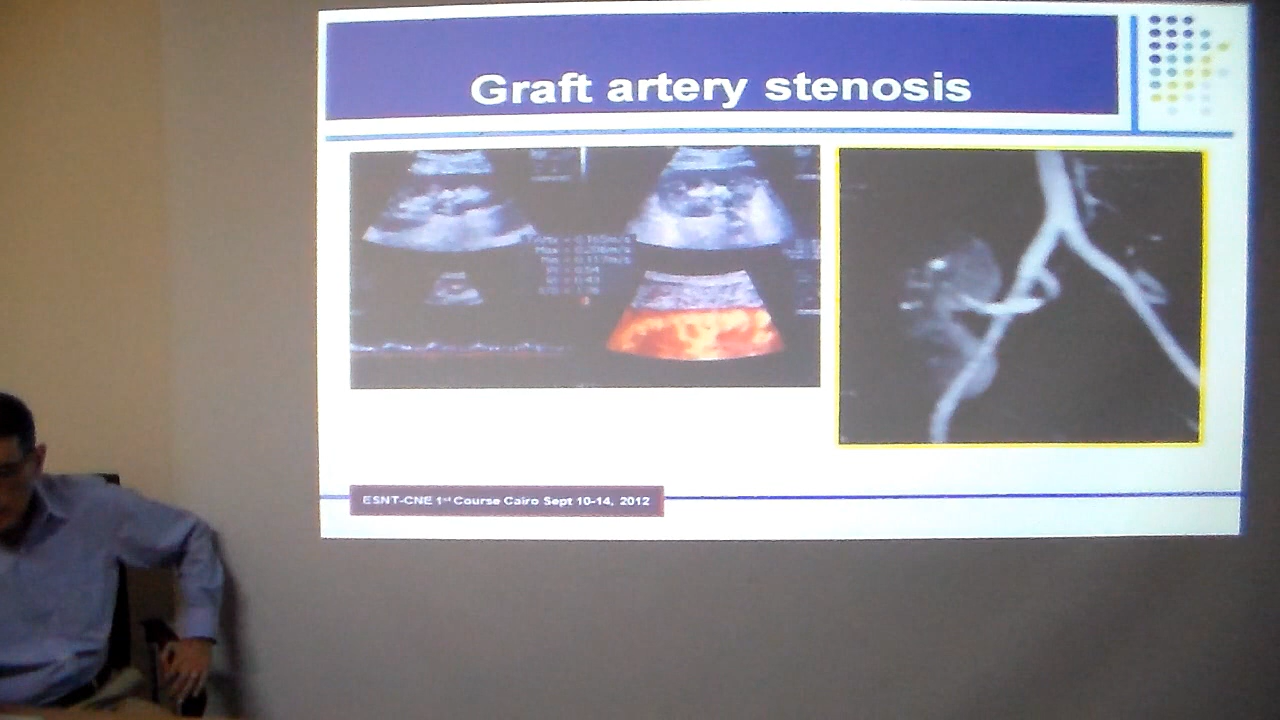 Graft artery stenosis
ESNT-CNE 1st Course Cairo Sept 10-14, 2012